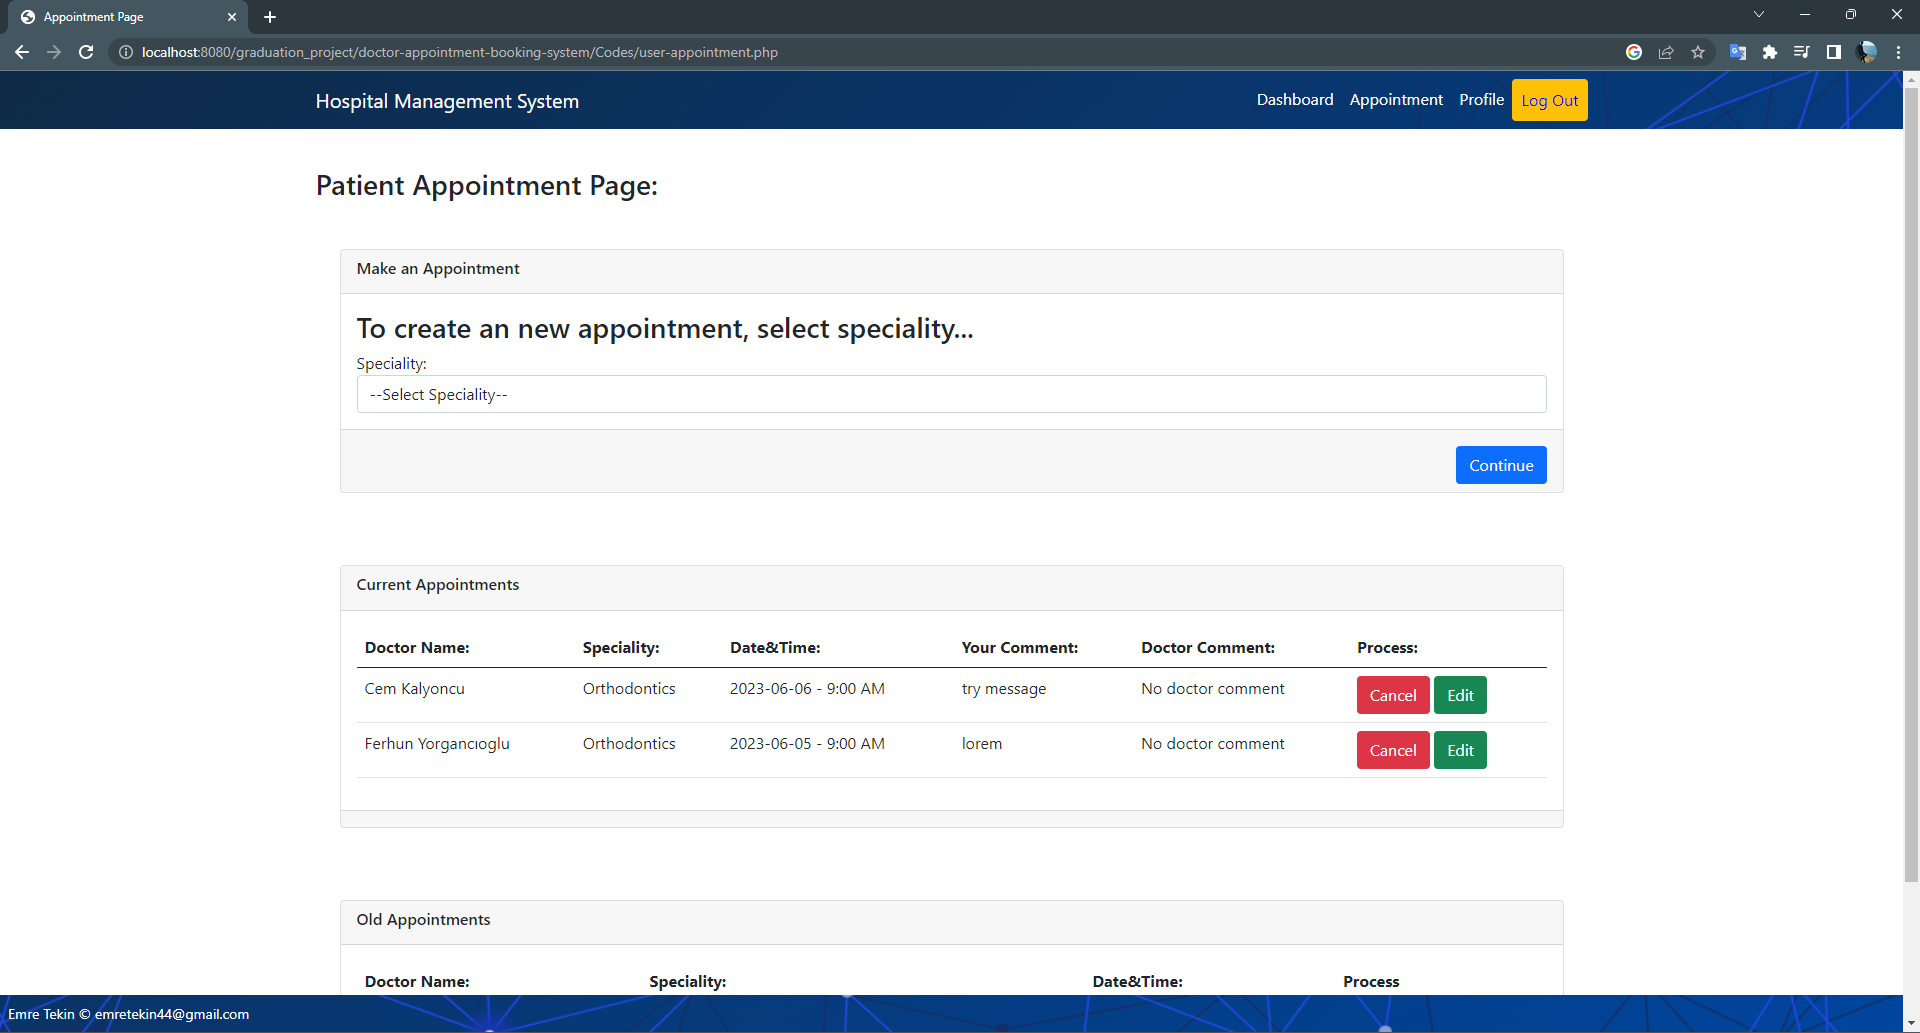 Appointment Page
localhost:8080/graduation_project/doctor-appointment-booking-system/Codes/user-appointment.php
Hospital Management System
Dashboard Appointment Profile Log Out
Patient Appointment Page:
Make an Appointment
To create an new appointment, select speciality...
Speciality:
--Select Speciality--
Continue
Current Appointments
Doctor Name: Speciality: Date&Time: Your Comment: Doctor Comment: Process:
Cem Kalyoncu Orthodontics 2023-06-06 - 9:00 AM try message No doctor comment Cancel Edit
Ferhun Yorgancıoglu Orthodontics 2023-06-05 - 9:00 AM lorem No doctor comment Cancel Edit
Old Appointments
Doctor Name: Speciality: Date&Time: Process
Emre Tekin © emretekin44@gmail.com